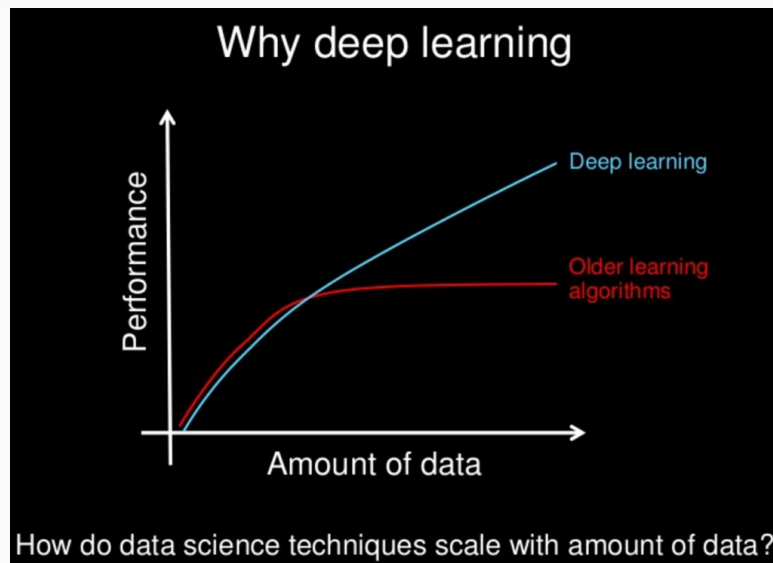 Why deep learning
Performance
Deep learning
Older learning
algorithms
Amount of data
How do data science techniques scale with amount of data?